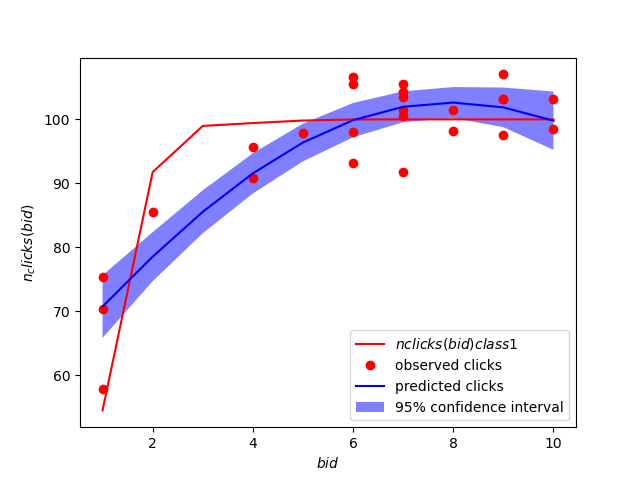 100
90
80
70
60
n_clicks(bid)
2
4
6
8
10
bid
nclicks(bid)class1
observed clicks
predicted clicks
95% confidence interval